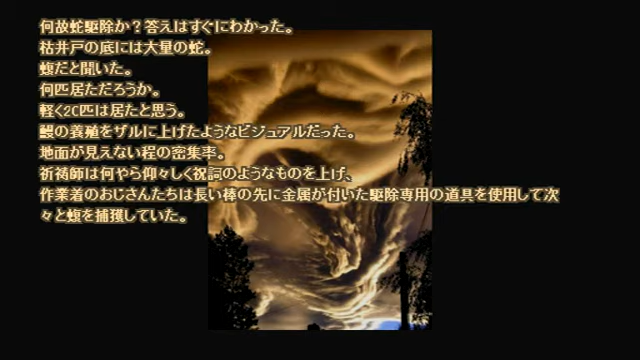 何故蛇駆除か？答えはすぐにわかった。
枯井戸の底には大量の蛇。
蝮だと聞いた。
何匹居ただろうか。
軽く20匹は居たと思う。
鰻の養殖をザルに上げたようなビジュアルだった。
地面が見えない程の密集率。
祈祷師は何やら仰々しく祝詞のようなものを上げ、
作業着のおじさんたちは長い棒の先に金属が付いた駆除専用の道具を使用して次
々と蝮を捕獲していた。